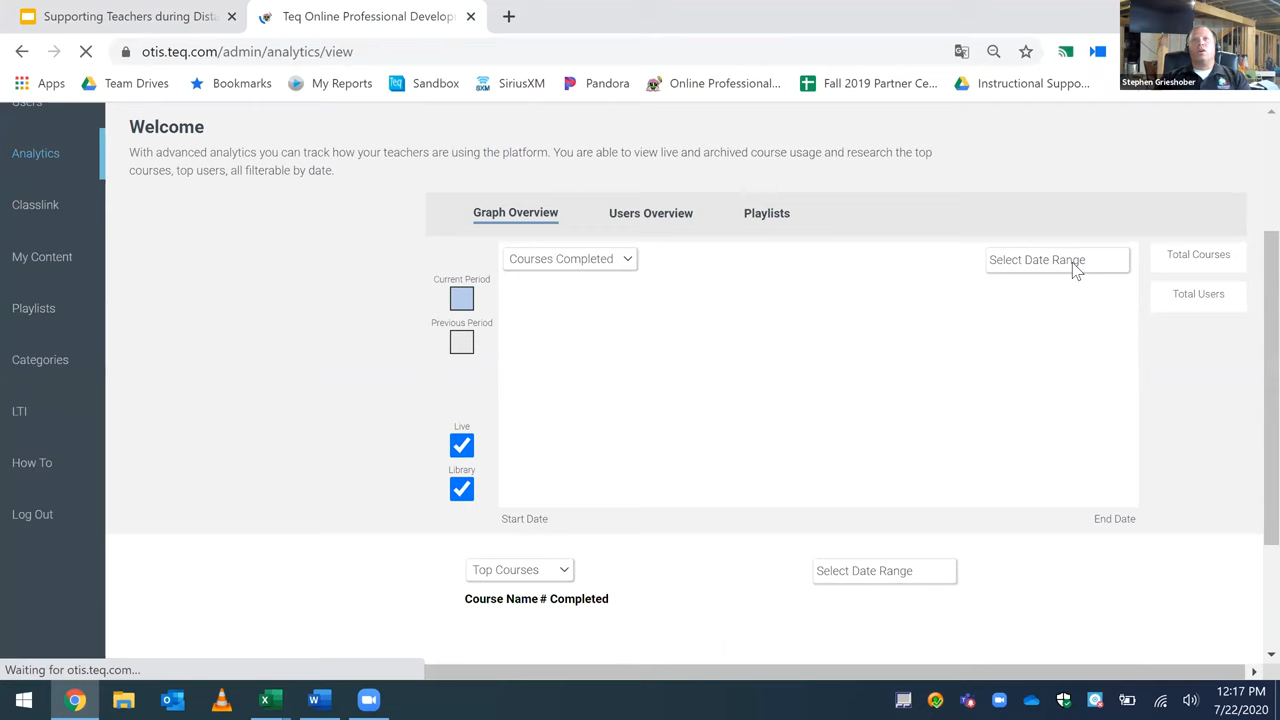 Supporting Teachers during Dist
Teq Online Professional Develop
otis.teq.com/admin/analytics/view
Apps
Team Drives
Bookmarks
My Reports
Teq
Sandbox
SXM
SiriusXM
Pandora
Online Professional...
Fall 2019 Partner Ce...
Instructional Suppo...
Stephen Grieshober
Users
Analytics
Classlink
My Content
Playlists
Categories
LTI
How To
Log Out
Welcome
With advanced analytics you can track how your teachers are using the platform. You are able to view live and archived course usage and research the top
courses, top users, all filterable by date.
Graph Overview
Users Overview
Playlists
Courses Completed
Select Date Range
Total Courses
Total Users
Current Period
Previous Period
Live
Library
Start Date
End Date
Top Courses
Select Date Range
Course Name # Completed
Waiting for otis.teq.com...
12:17 PM
7/22/2020